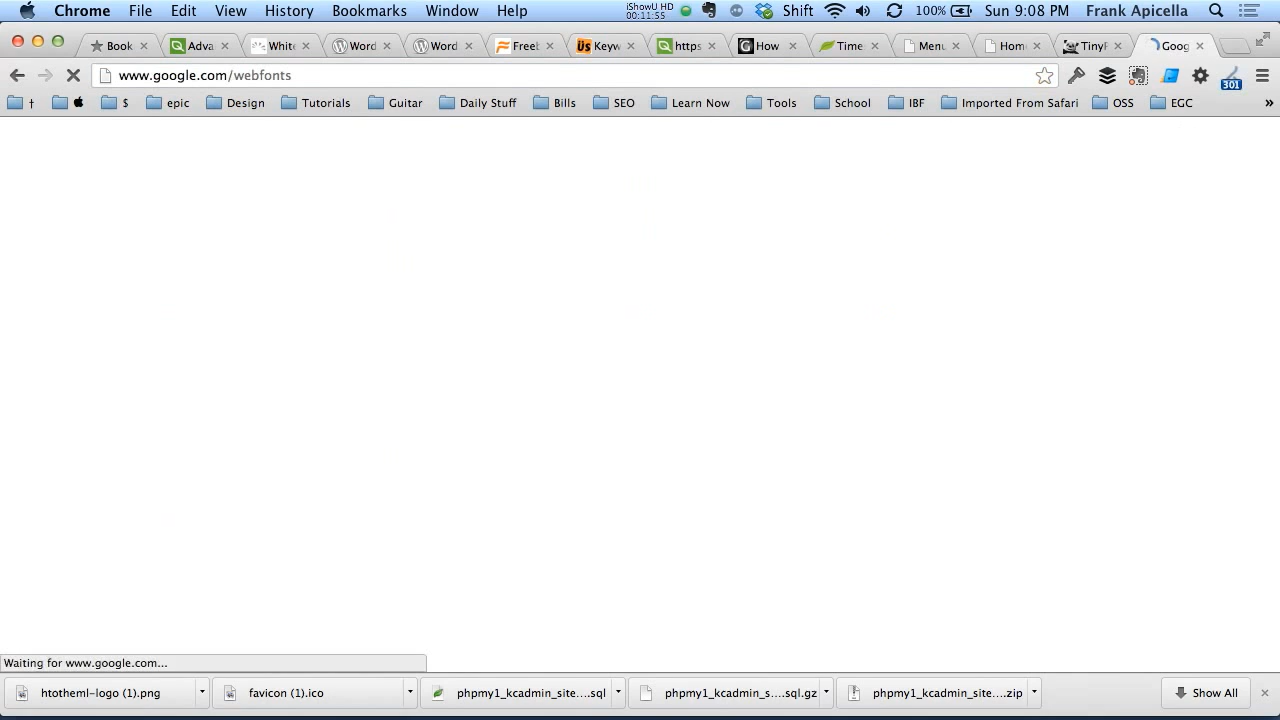 Chrome File Edit View History Bookmarks Window Help iShowU HD 00:11:55 Shift 100% Sun 9:08 PM Frank Apicella
Book Adva White Word Word Freeb Keyw https How Time Menu Hom TinyP Goog
www.google.com/webfonts
301
† $ epic Design Tutorials Guitar Daily Stuff Bills SEO Learn Now Tools School IBF Imported From Safari OSS EGC »
Waiting for www.google.com...
htotheml-logo (1).png favicon (1).ico phpmy1_kcadmin_site....sql phpmy1_kcadmin_s....sql.gz phpmy1_kcadmin_site....zip Show All